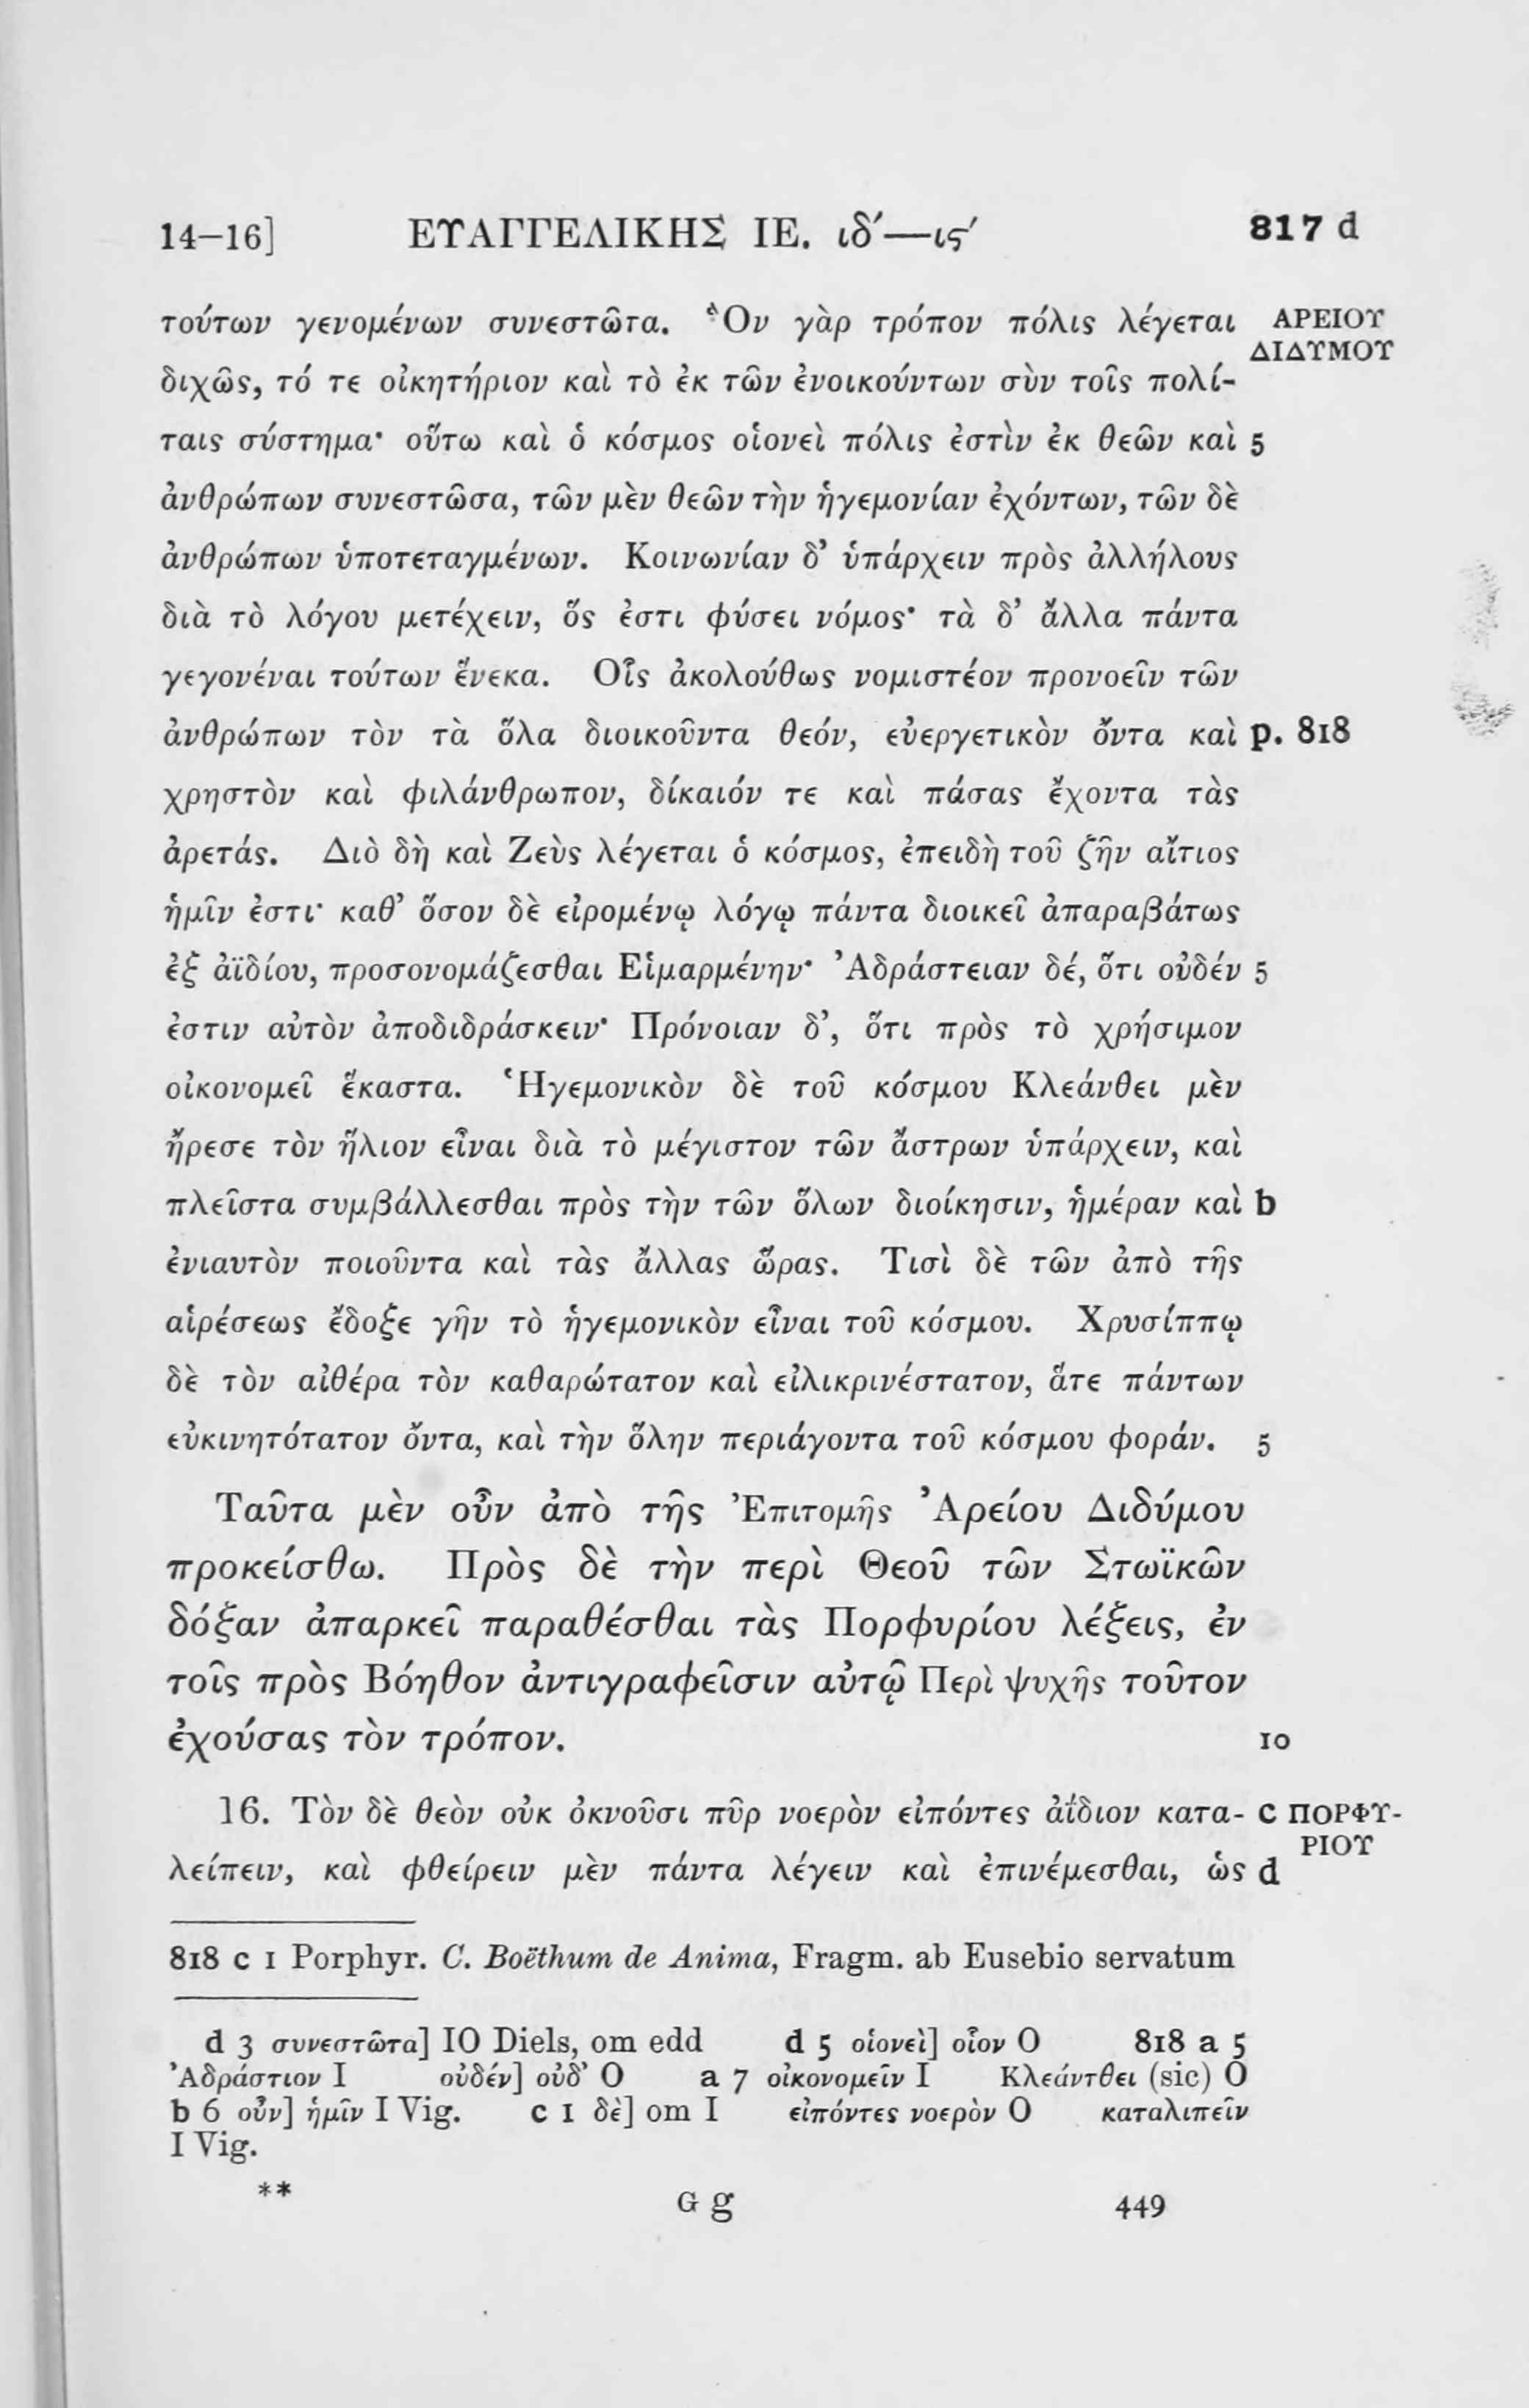 14–16] ΕΥΑΓΓΕΛΙΚΗΣ ΙΕ. ιδ′—ις′ 817 d
τούτων γενομένων συνεστῶτα. Ὃν γὰρ τρόπον πόλις λέγεται ΑΡΕΙΟΥ
ΔΙΔΥΜΟΥ
διχῶς, τό τε οἰκητήριον καὶ τὸ ἐκ τῶν ἐνοικούντων σὺν τοῖς πολί-
ταις σύστημα· οὕτω καὶ ὁ κόσμος οἱονεὶ πόλις ἐστὶν ἐκ θεῶν καὶ 5
ἀνθρώπων συνεστῶσα, τῶν μὲν θεῶν τὴν ἡγεμονίαν ἐχόντων, τῶν δὲ
ἀνθρώπων ὑποτεταγμένων. Κοινωνίαν δ’ ὑπάρχειν πρὸς ἀλλήλους
διὰ τὸ λόγου μετέχειν, ὅς ἐστι φύσει νόμος· τὰ δ’ ἄλλα πάντα
γεγονέναι τούτων ἕνεκα. Οἷς ἀκολούθως νομιστέον προνοεῖν τῶν
ἀνθρώπων τὸν τὰ ὅλα διοικοῦντα θεόν, εὐεργετικὸν ὄντα καὶ p. 818
χρηστὸν καὶ φιλάνθρωπον, δίκαιόν τε καὶ πάσας ἔχοντα τὰς
ἀρετάς. Διὸ δὴ καὶ Ζεὺς λέγεται ὁ κόσμος, ἐπειδὴ τοῦ ζῆν αἴτιος
ἡμῖν ἐστι· καθ’ ὅσον δὲ εἰρομένῳ λόγῳ πάντα διοικεῖ ἀπαραβάτως
ἐξ ἀϊδίου, προσονομάζεσθαι Εἱμαρμένην· Ἀδράστειαν δέ, ὅτι οὐδέν 5
ἐστιν αὐτὸν ἀποδιδράσκειν· Πρόνοιαν δ’, ὅτι πρὸς τὸ χρήσιμον
οἰκονομεῖ ἕκαστα. Ἡγεμονικὸν δὲ τοῦ κόσμου Κλεάνθει μὲν
ἤρεσε τὸν ἥλιον εἶναι διὰ τὸ μέγιστον τῶν ἄστρων ὑπάρχειν, καὶ
πλεῖστα συμβάλλεσθαι πρὸς τὴν τῶν ὅλων διοίκησιν, ἡμέραν καὶ b
ἐνιαυτὸν ποιοῦντα καὶ τὰς ἄλλας ὥρας. Τισὶ δὲ τῶν ἀπὸ τῆς
αἱρέσεως ἔδοξε γῆν τὸ ἡγεμονικὸν εἶναι τοῦ κόσμου. Χρυσίππῳ
δὲ τὸν αἰθέρα τὸν καθαρώτατον καὶ εἰλικρινέστατον, ἅτε πάντων
εὐκινητότατον ὄντα, καὶ τὴν ὅλην περιάγοντα τοῦ κόσμου φοράν. 5
Ταῦτα μὲν οὖν ἀπὸ τῆς Ἐπιτομῆς Ἀρείου Διδύμου
προκείσθω. Πρὸς δὲ τὴν περὶ Θεοῦ τῶν Στωϊκῶν
δόξαν ἀπαρκεῖ παραθέσθαι τὰς Πορφυρίου λέξεις, ἐν
τοῖς πρὸς Βόηθον ἀντιγραφεῖσιν αὐτῷ Περὶ ψυχῆς τοῦτον
ἐχούσας τὸν τρόπον. 10
16. Τὸν δὲ θεὸν οὐκ ὀκνοῦσι πῦρ νοερὸν εἰπόντες ἀΐδιον κατα- c ΠΟΡΦΥ-
ΡΙΟΥ
λείπειν, καὶ φθείρειν μὲν πάντα λέγειν καὶ ἐπινέμεσθαι, ὡς d
818 c 1 Porphyr. C. Boëthum de Anima, Fragm. ab Eusebio servatum
d 3 συνεστῶτα] IO Diels, om edd d 5 οἱονεὶ] οἷον O 818 a 5
Ἀδράστιον I οὐδέν] οὐδ’ O a 7 οἰκονομεῖν I Κλεάντθει (sic) O
b 6 οὖν] ἡμῖν I Vig. c 1 δὲ] om I εἰπόντες νοερὸν O καταλιπεῖν
I Vig.
** G g 449